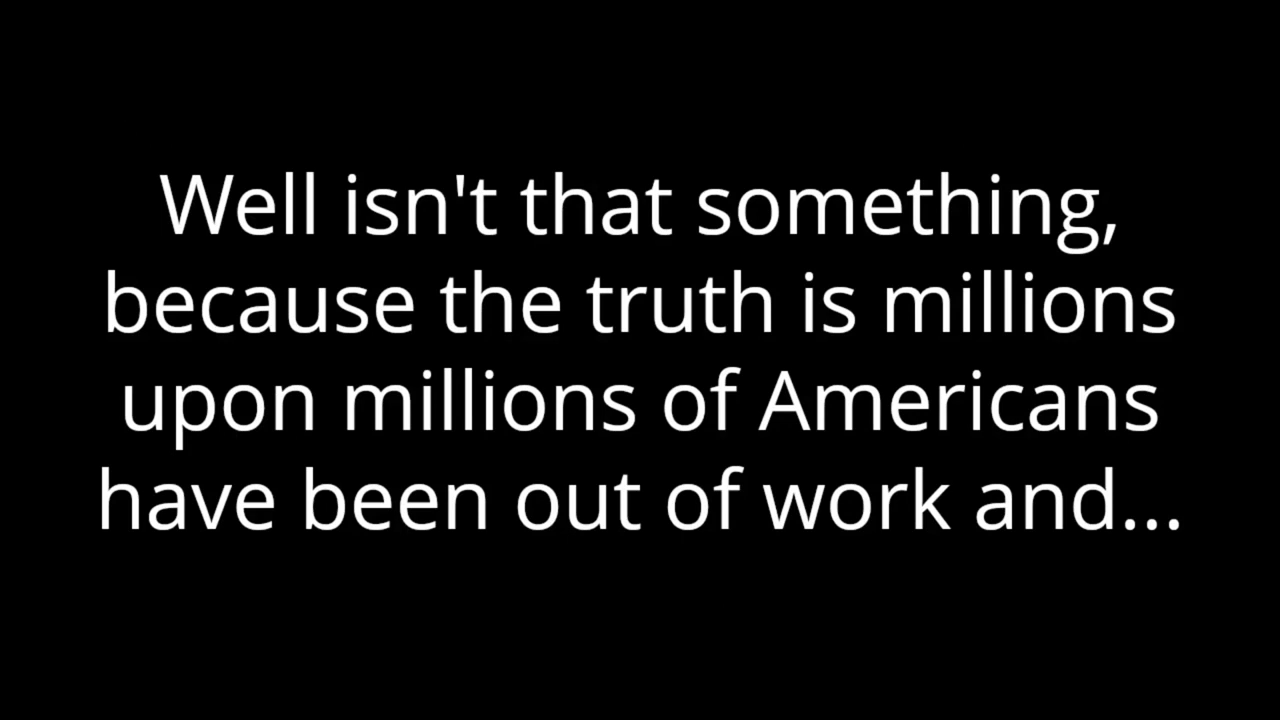 Well isn't that something,
because the truth is millions
upon millions of Americans
have been out of work and...